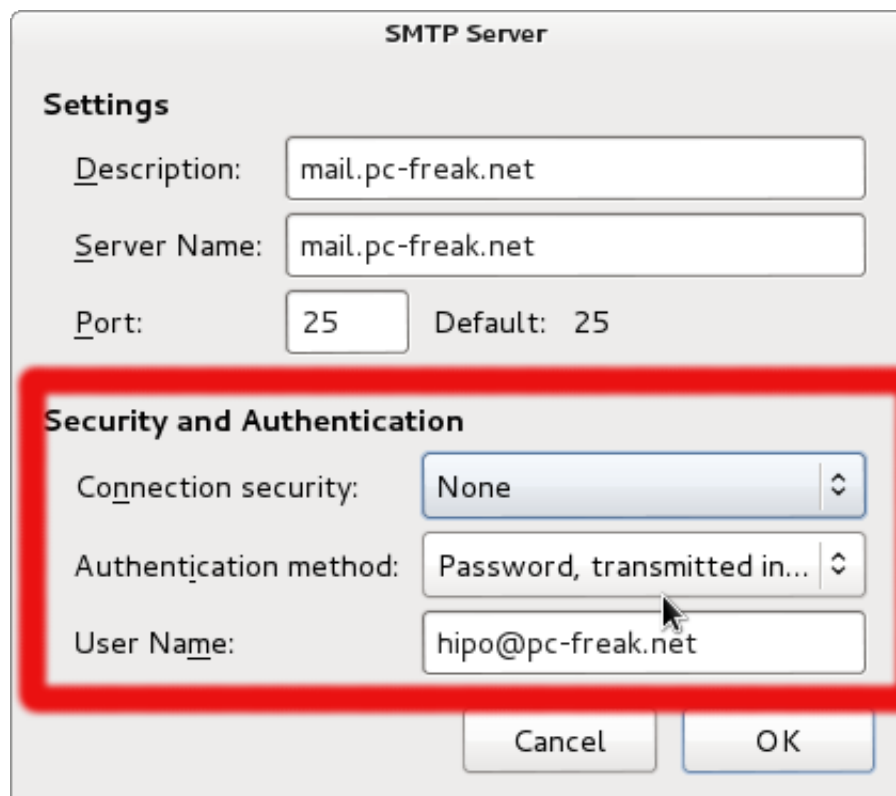 SMTP Server
Settings
Description: mail.pc-freak.net
Server Name: mail.pc-freak.net
Port: 25 Default: 25
Security and Authentication
Connection security: None
Authentication method: Password, transmitted in...
User Name: hipo@pc-freak.net
Cancel OK